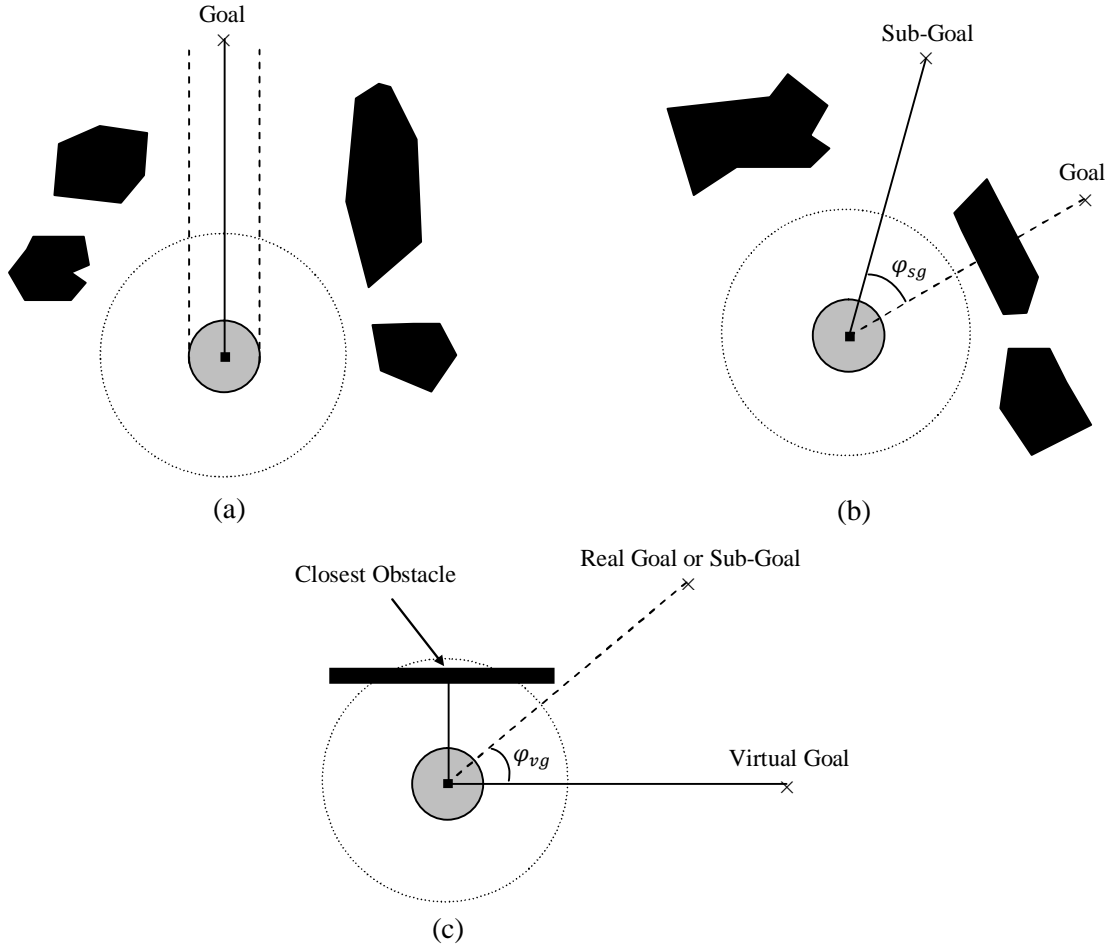 Goal
Sub-Goal
Goal
φsg
(a)
(b)
Real Goal or Sub-Goal
Closest Obstacle
φvg
Virtual Goal
(c)